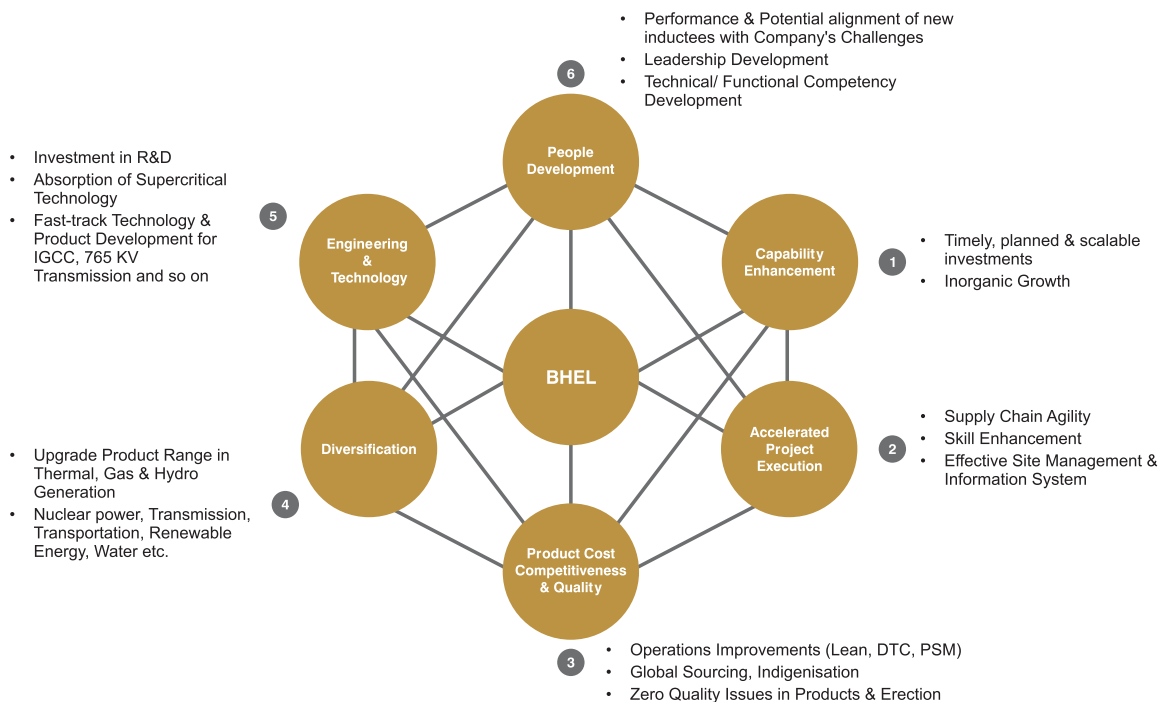 • Performance & Potential alignment of new
inductees with Company's Challenges
• Leadership Development
• Technical/ Functional Competency
Development
6
People
Development
• Investment in R&D
• Absorption of Supercritical
Technology
• Fast-track Technology &
Product Development for
IGCC, 765 KV
Transmission and so on
5
Engineering
&
Technology
Capability
Enhancement
1
• Timely, planned & scalable
investments
• Inorganic Growth
BHEL
• Upgrade Product Range in
Thermal, Gas & Hydro
Generation
• Nuclear power, Transmission,
Transportation, Renewable
Energy, Water etc.
4
Diversification
Accelerated
Project
Execution
2
• Supply Chain Agility
• Skill Enhancement
• Effective Site Management &
Information System
Product Cost
Competitiveness
& Quality
3
• Operations Improvements (Lean, DTC, PSM)
• Global Sourcing, Indigenisation
• Zero Quality Issues in Products & Erection